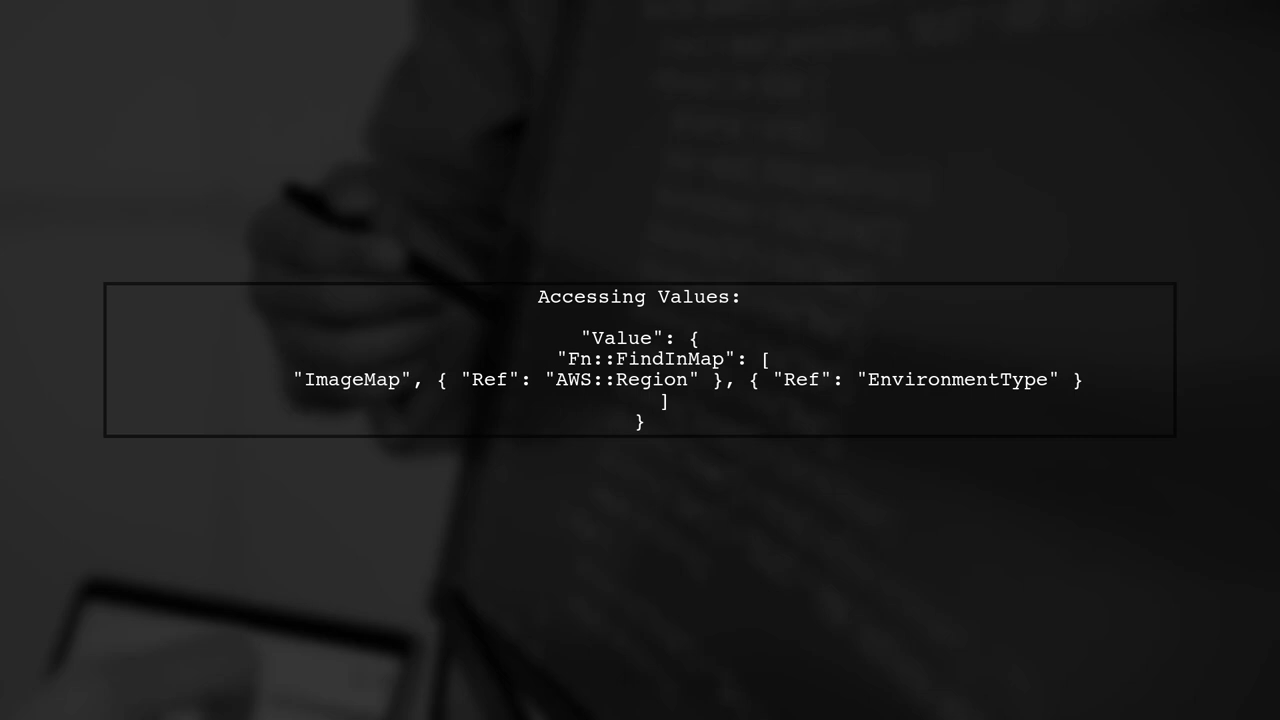 Accessing Values:
"Value": {
"Fn::FindInMap": [
"ImageMap", { "Ref": "AWS::Region" }, { "Ref": "EnvironmentType" }
]
}